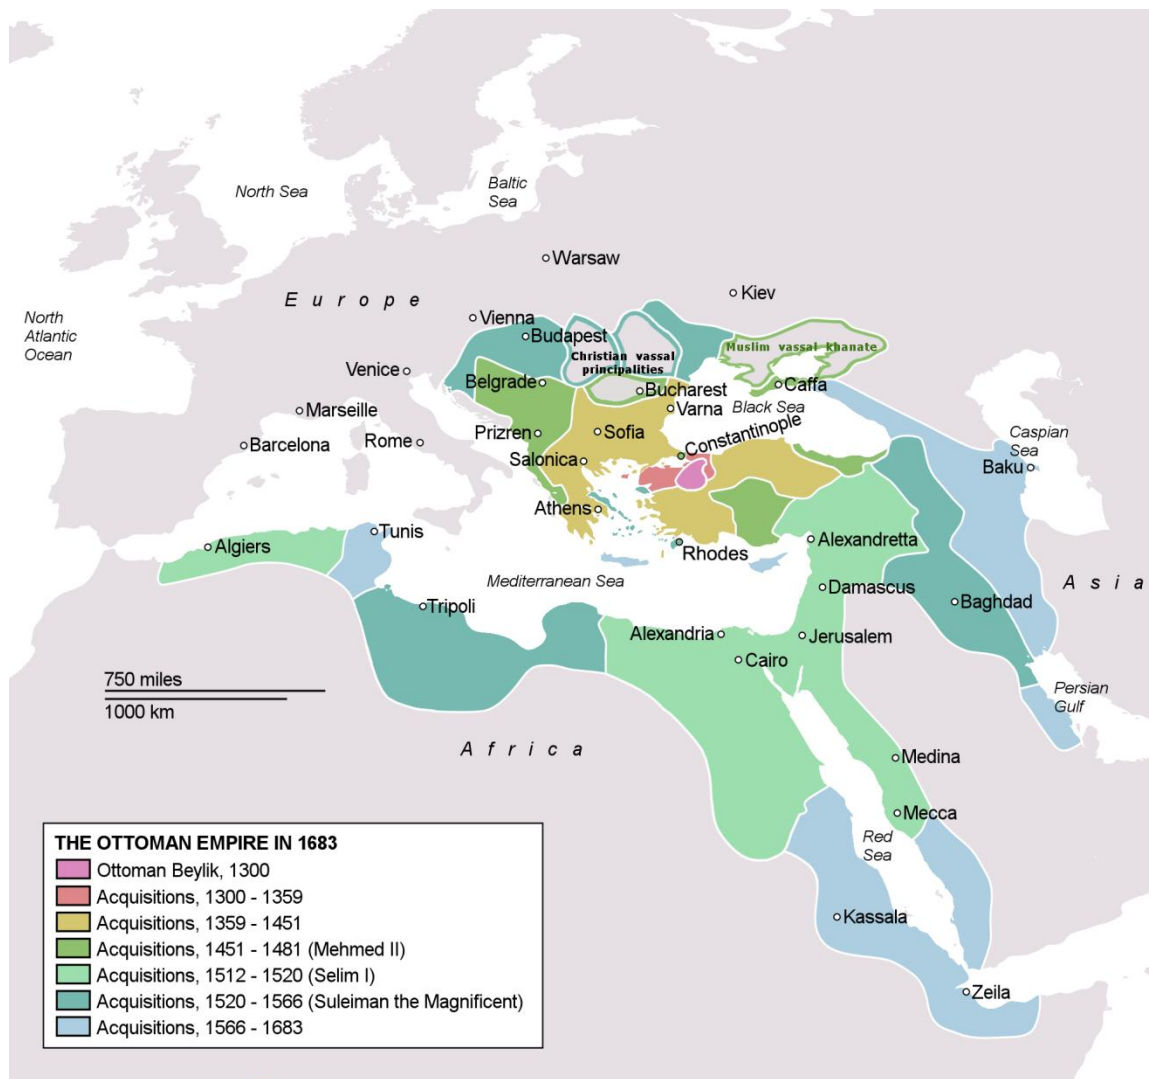 North Sea
Baltic
Sea
Warsaw
Europe
Kiev
North
Atlantic
Ocean
Vienna
Budapest
Christian vassal
principalities
Muslim vassal khanate
Venice
Belgrade
Bucharest
Caffa
Marseille
Varna
Black Sea
Barcelona
Rome
Prizren
Sofia
Constantinople
Caspian
Sea
Salonica
Baku
Athens
Tunis
Algiers
Rhodes
Alexandretta
Mediterranean Sea
Damascus
Asia
Tripoli
Baghdad
Alexandria
Jerusalem
Cairo
750 miles
1000 km
Persian
Gulf
Africa
Medina
Mecca
Red
Sea
Kassala
Zeila
THE OTTOMAN EMPIRE IN 1683
Ottoman Beylik, 1300
Acquisitions, 1300 - 1359
Acquisitions, 1359 - 1451
Acquisitions, 1451 - 1481 (Mehmed II)
Acquisitions, 1512 - 1520 (Selim I)
Acquisitions, 1520 - 1566 (Suleiman the Magnificent)
Acquisitions, 1566 - 1683